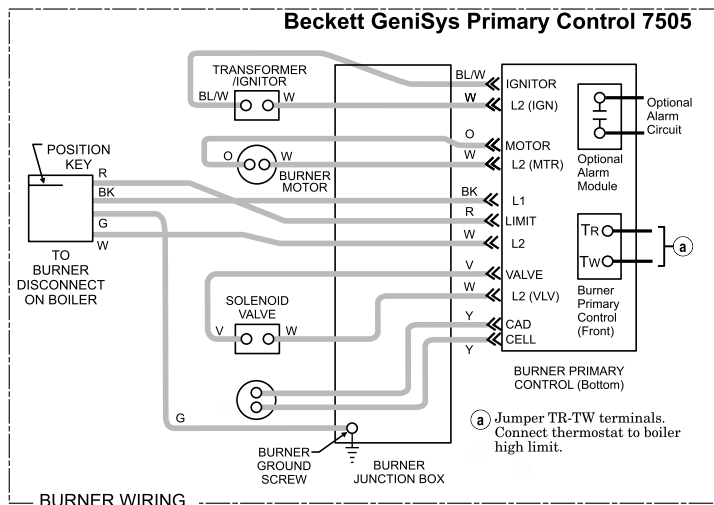 Beckett GeniSys Primary Control 7505
TRANSFORMER
/IGNITOR
BL/W
W
BL/W
W
IGNITOR
L2 (IGN)
Optional
Alarm
Circuit
O
W
BURNER
MOTOR
O
W
MOTOR
L2 (MTR)
Optional
Alarm
Module
POSITION
KEY
R
BK
G
W
TO
BURNER
DISCONNECT
ON BOILER
BK
R
W
L1
LIMIT
L2
TR
TW
a
Burner
Primary
Control
(Front)
SOLENOID
VALVE
V
W
V
W
VALVE
L2 (VLV)
Y
Y
CAD
CELL
BURNER PRIMARY
CONTROL (Bottom)
G
a Jumper TR-TW terminals.
Connect thermostat to boiler
high limit.
BURNER
GROUND
SCREW
BURNER
JUNCTION BOX
BURNER WIRING